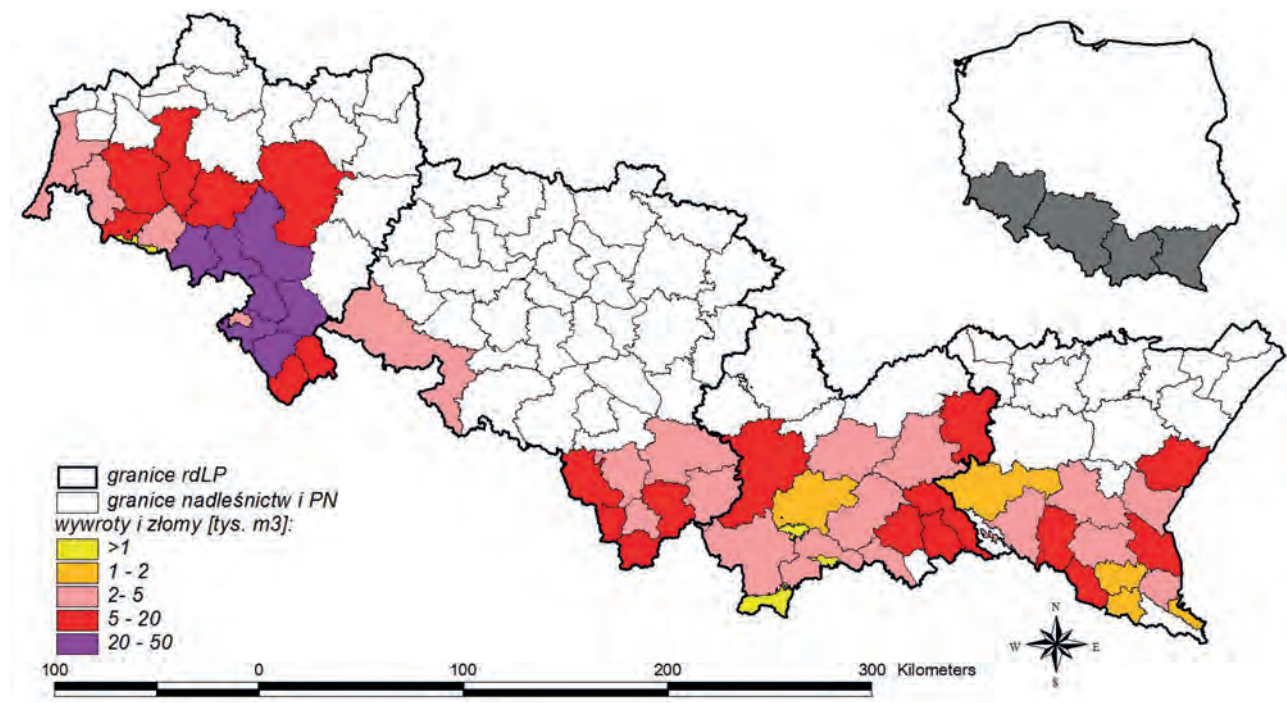 granice rdLP
granice nadleśnictw i PN
wywroty i złomy [tys. m3]:
>1
1 - 2
2- 5
5 - 20
20 - 50
N
W E
S
100 0 100 200 300 Kilometers